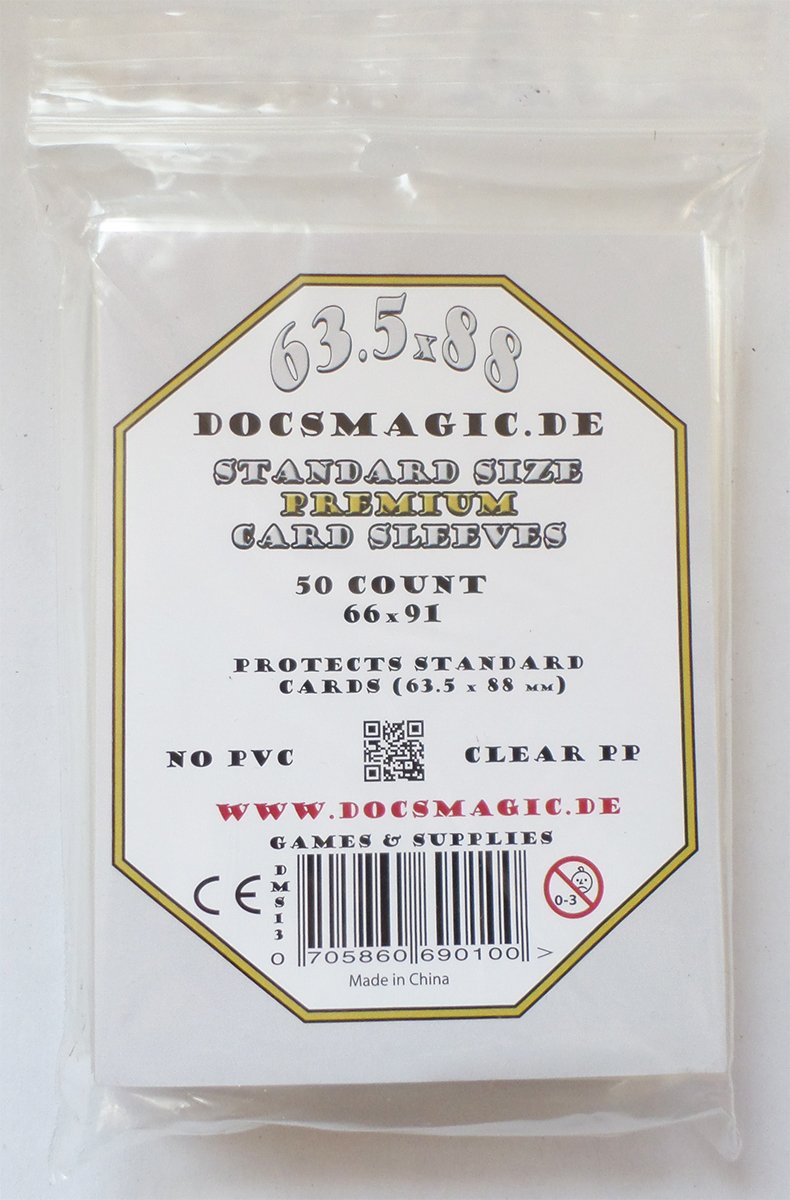 63.5x88
DOCSMAGIC.DE
STANDARD SIZE
PREMIUM
CARD SLEEVES
50 COUNT
66x91
PROTECTS STANDARD
CARDS (63.5 x 88 MM)
NO PVC
CLEAR PP
WWW.DOCSMAGIC.DE
GAMES & SUPPLIES
CE
DMS13
0-3
0 705860 690100 >
Made in China